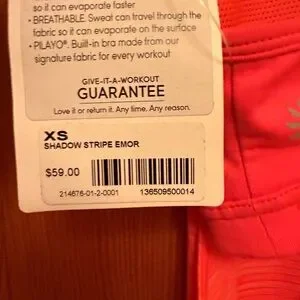 so it can evaporate faster
• BREATHABLE. Sweat can travel through the
fabric so it can evaporate on the surface
• PILAYO®. Built-in bra made from our
signature fabric for every workout
GIVE-IT-A-WORKOUT
GUARANTEE
Love it or return it. Any time. Any reason.
XS
SHADOW STRIPE EMOR
$59.00
214676-01-2-0001
136509500014